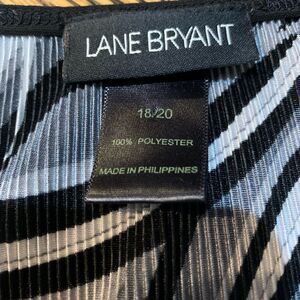 LANE BRYANT
18/20
100% POLYESTER
MADE IN PHILIPPINES